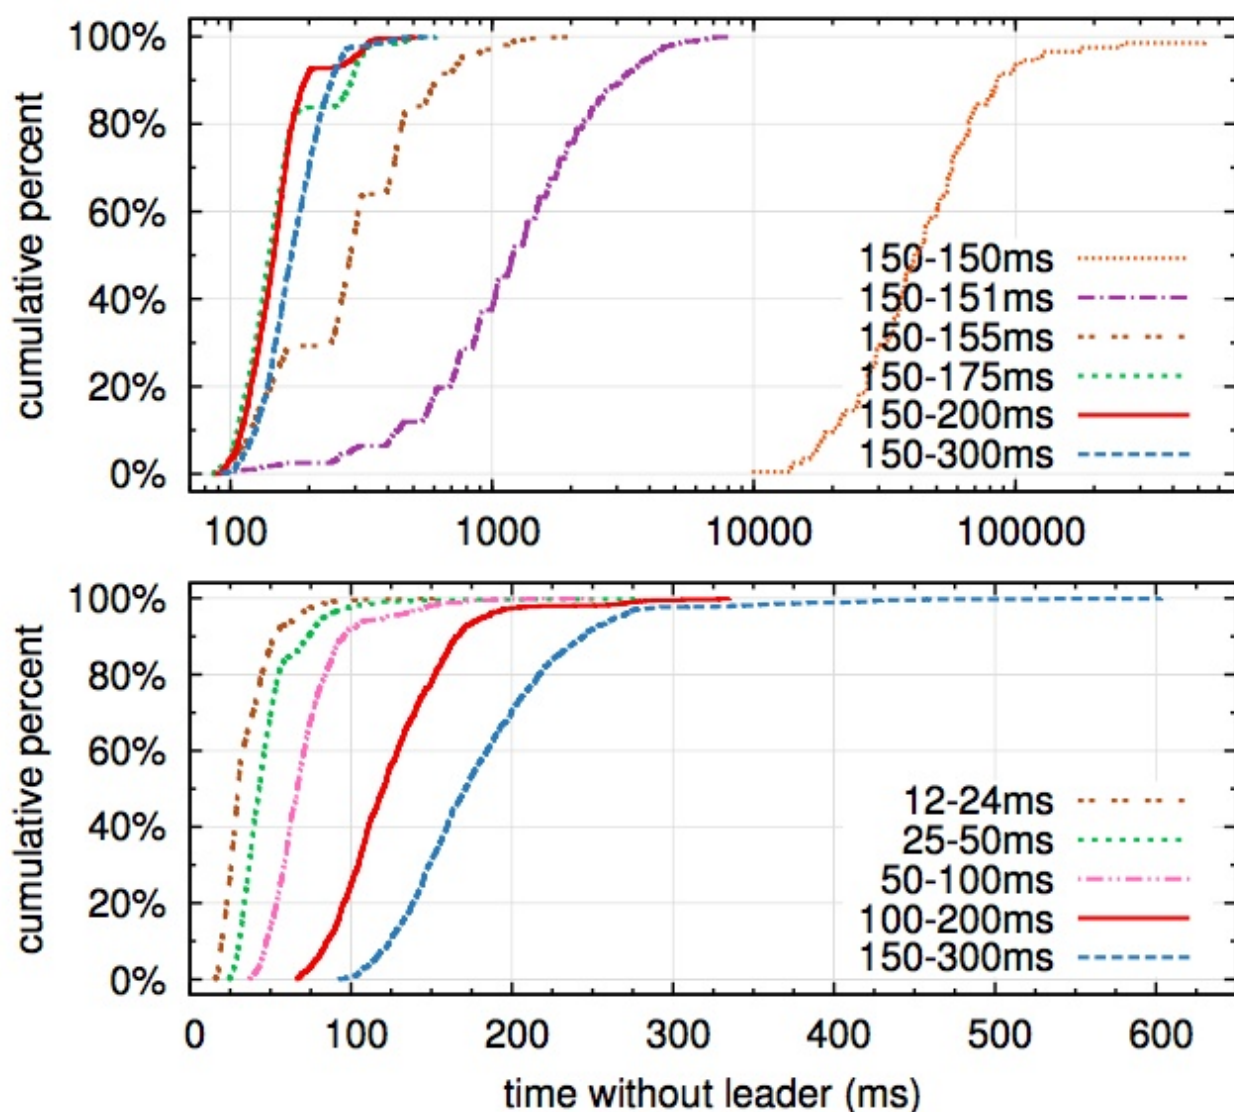 100%
80%
60%
40%
20%
0%
cumulative percent
150-150ms
150-151ms
150-155ms
150-175ms
150-200ms
150-300ms
100 1000 10000 100000
100%
80%
60%
40%
20%
0%
cumulative percent
12-24ms
25-50ms
50-100ms
100-200ms
150-300ms
0 100 200 300 400 500 600
time without leader (ms)